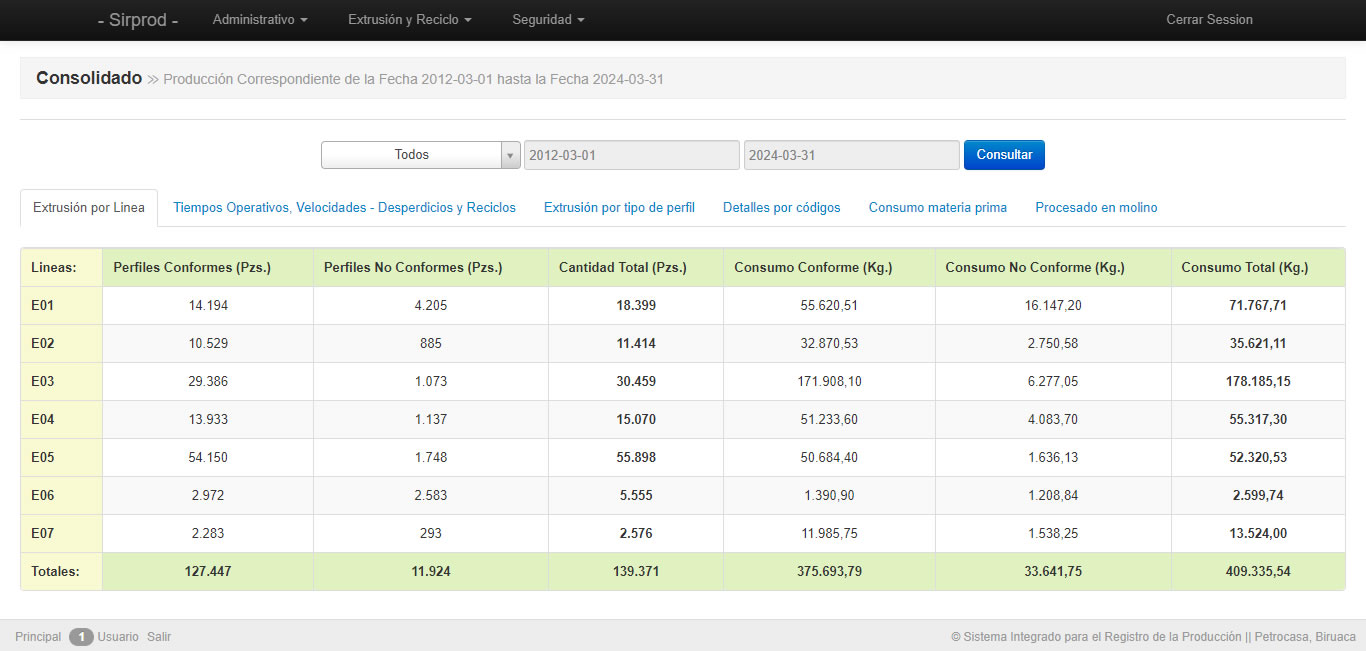 - Sirprod - Administrativo Extrusión y Reciclo Seguridad Cerrar Session
Consolidado » Producción Correspondiente de la Fecha 2012-03-01 hasta la Fecha 2024-03-31
Todos 2012-03-01 2024-03-31 Consultar
Extrusión por Linea Tiempos Operativos, Velocidades - Desperdicios y Reciclos Extrusión por tipo de perfil Detalles por códigos Consumo materia prima Procesado en molino
Lineas: Perfiles Conformes (Pzs.) Perfiles No Conformes (Pzs.) Cantidad Total (Pzs.) Consumo Conforme (Kg.) Consumo No Conforme (Kg.) Consumo Total (Kg.)
E01 14.194 4.205 18.399 55.620,51 16.147,20 71.767,71
E02 10.529 885 11.414 32.870,53 2.750,58 35.621,11
E03 29.386 1.073 30.459 171.908,10 6.277,05 178.185,15
E04 13.933 1.137 15.070 51.233,60 4.083,70 55.317,30
E05 54.150 1.748 55.898 50.684,40 1.636,13 52.320,53
E06 2.972 2.583 5.555 1.390,90 1.208,84 2.599,74
E07 2.283 293 2.576 11.985,75 1.538,25 13.524,00
Totales: 127.447 11.924 139.371 375.693,79 33.641,75 409.335,54
Principal 1 Usuario Salir © Sistema Integrado para el Registro de la Producción || Petrocasa, Biruaca